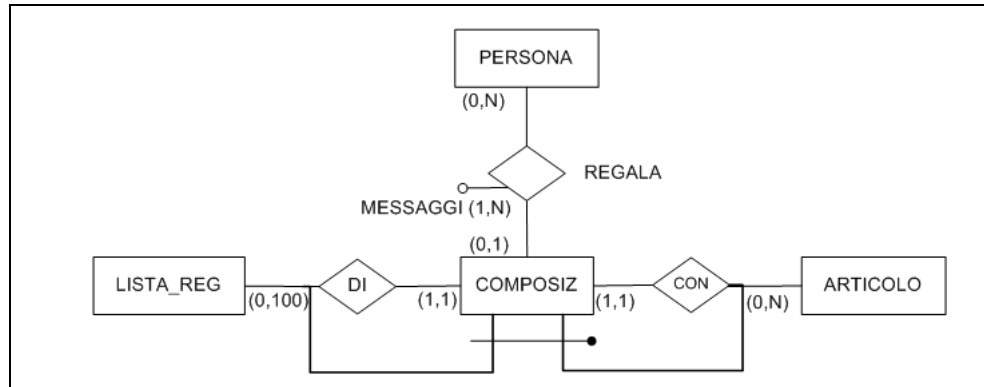 PERSONA
(0,N)
REGALA
MESSAGGI (1,N)
(0,1)
LISTA_REG (0,100) DI (1,1) COMPOSIZ (1,1) CON (0,N) ARTICOLO